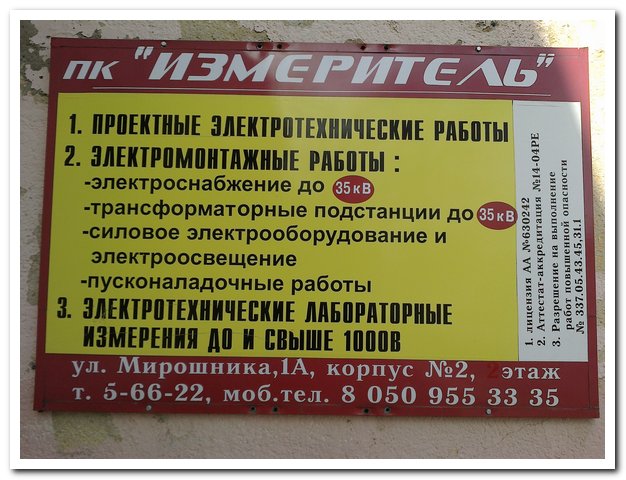 ПК "ИЗМЕРИТЕЛЬ"
1. ПРОЕКТНЫЕ ЭЛЕКТРОТЕХНИЧЕСКИЕ РАБОТЫ
2. ЭЛЕКТРОМОНТАЖНЫЕ РАБОТЫ :
-электроснабжение до 35кВ
-трансформаторные подстанции до 35кВ
-силовое электрооборудование и
электроосвещение
-пусконаладочные работы
3. ЭЛЕКТРОТЕХНИЧЕСКИЕ ЛАБОРАТОРНЫЕ
ИЗМЕРЕНИЯ ДО И СВЫШЕ 1000В
1. лицензия АА №630242
2. Аттестат-аккредитация №14-04РЕ
3. Разрешение на выполнение
работ повышенной опасности
№ 337.05.43.45,31.1
ул. Мирошника,1А, корпус №2, 2этаж
т. 5-66-22, моб.тел. 8 050 955 33 35